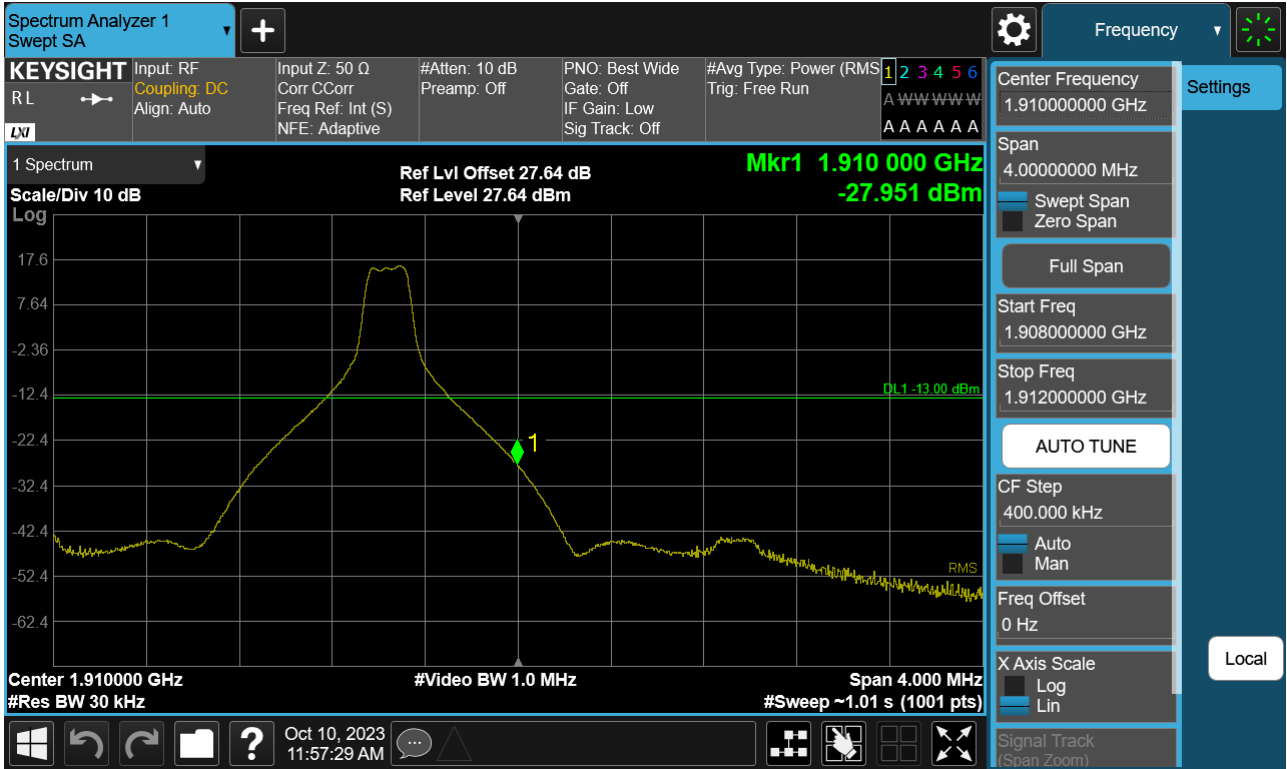 Spectrum Analyzer 1
Swept SA
Frequency
KEYSIGHT
R L
LXI
Input: RF
Coupling: DC
Align: Auto
Input Z: 50 Ω
Corr CCorr
Freq Ref: Int (S)
NFE: Adaptive
#Atten: 10 dB
Preamp: Off
PNO: Best Wide
Gate: Off
IF Gain: Low
Sig Track: Off
#Avg Type: Power (RMS
Trig: Free Run
1 2 3 4 5 6
A W W W W W
A A A A A A
1 Spectrum
Scale/Div 10 dB
Log
Ref Lvl Offset 27.64 dB
Ref Level 27.64 dBm
Mkr1 1.910 000 GHz
-27.951 dBm
17.6
7.64
-2.36
-12.4
-22.4
-32.4
-42.4
-52.4
-62.4
DL1 -13.00 dBm
1
RMS
Center 1.910000 GHz
#Video BW 1.0 MHz
Span 4.000 MHz
#Res BW 30 kHz
#Sweep ~1.01 s (1001 pts)
Center Frequency
1.910000000 GHz
Settings
Span
4.00000000 MHz
Swept Span
Zero Span
Full Span
Start Freq
1.908000000 GHz
Stop Freq
1.912000000 GHz
AUTO TUNE
CF Step
400.000 kHz
Auto
Man
Freq Offset
0 Hz
X Axis Scale
Log
Lin
Local
Signal Track
(Span Zoom)
?
Oct 10, 2023
11:57:29 AM